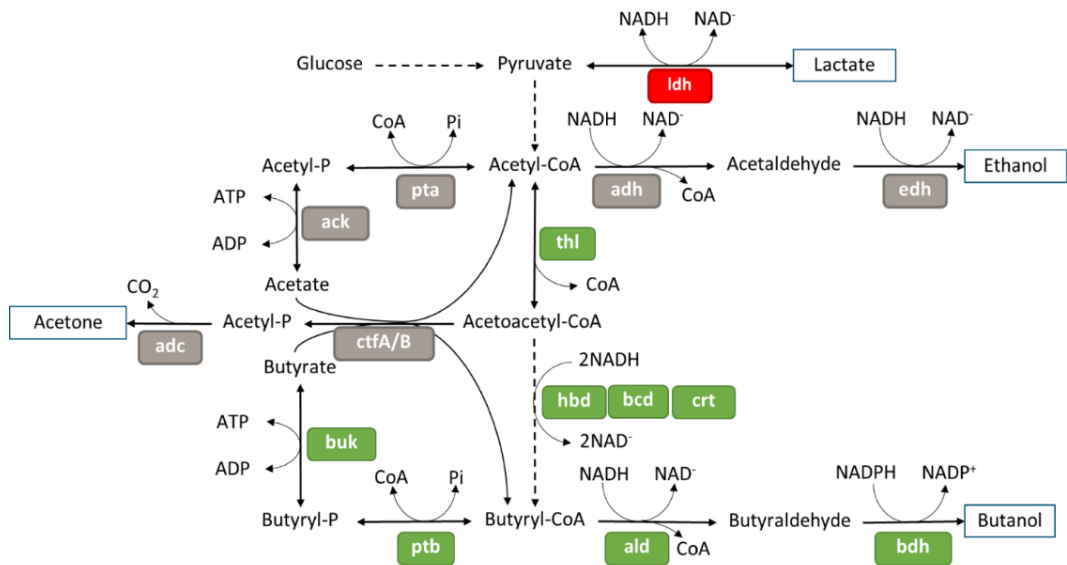 NADH NAD-
Glucose Pyruvate Lactate
ldh
CoA Pi NADH NAD- NADH NAD-
Acetyl-P Acetyl-CoA Acetaldehyde Ethanol
pta adh CoA edh
ATP
ack
ADP
thl
Acetate CoA
CO2
Acetone Acetyl-P Acetoacetyl-CoA
adc ctfA/B
Butyrate 2NADH
hbd bcd crt
ATP
buk 2NAD-
ADP
CoA Pi NADH NAD- NADPH NADP+
Butyryl-P Butyryl-CoA Butyraldehyde Butanol
ptb ald CoA bdh